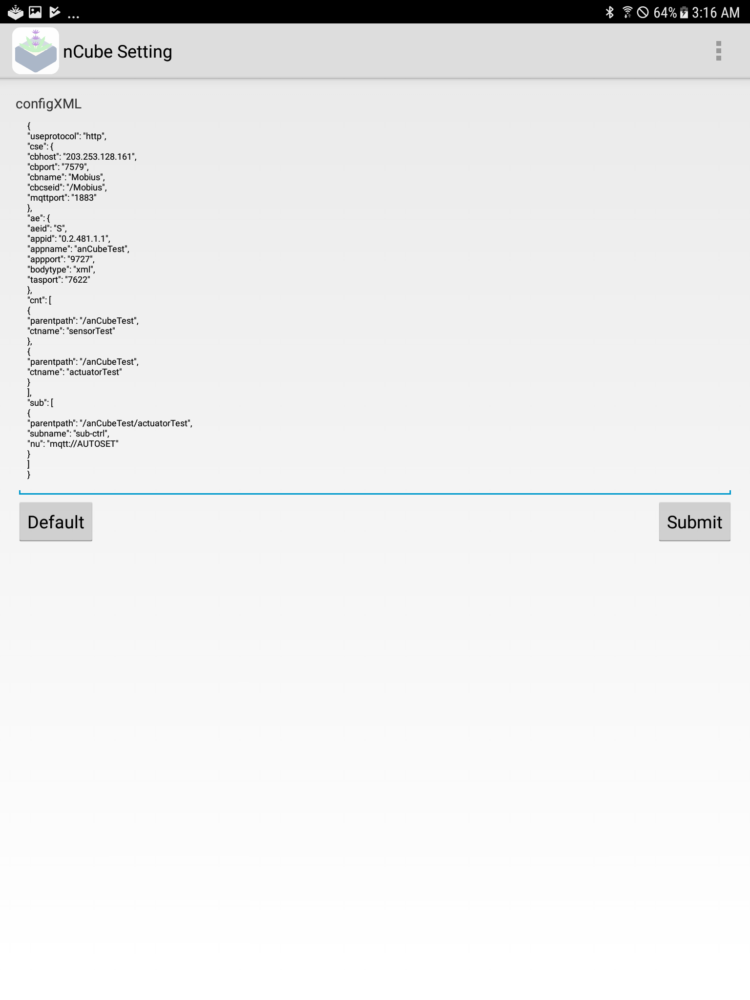 ... 64% 3:16 AM
nCube Setting
configXML
{
"useprotocol": "http",
"cse": {
"cbhost": "203.253.128.161",
"cbport": "7579",
"cbname": "Mobius",
"cbcseid": "/Mobius",
"mqttport": "1883"
},
"ae": {
"aeid": "S",
"appid": "0.2.481.1.1",
"appname": "anCubeTest",
"appport": "9727",
"bodytype": "xml",
"tasport": "7622"
},
"cnt": [
{
"parentpath": "/anCubeTest",
"ctname": "sensorTest"
},
{
"parentpath": "/anCubeTest",
"ctname": "actuatorTest"
}
],
"sub": [
{
"parentpath": "/anCubeTest/actuatorTest",
"subname": "sub-ctrl",
"nu": "mqtt://AUTOSET"
}
]
}
Default Submit